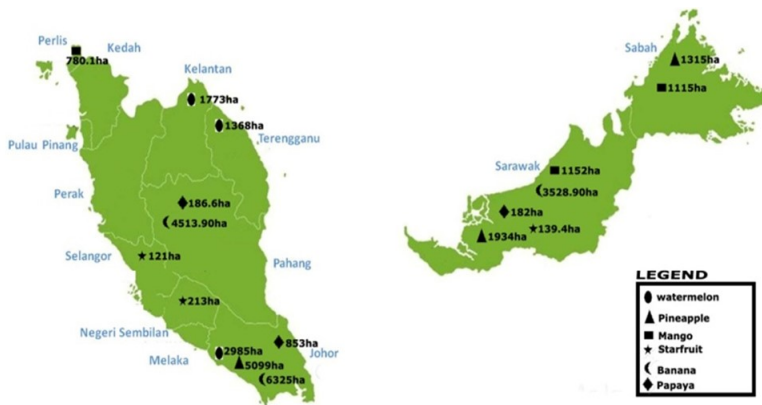 Perlis
Kedah
780.1ha
Kelantan
1773ha
1368ha
Terengganu
Pulau Pinang
Perak
186.6ha
4513.90ha
Selangor
121ha
Pahang
213ha
Negeri Sembilan
853ha
Melaka
2985ha
Johor
5099ha
6325ha
Sabah
1315ha
1115ha
Sarawak
1152ha
3528.90ha
182ha
139.4ha
1934ha
LEGEND
watermelon
Pineapple
Mango
Starfruit
Banana
Papaya